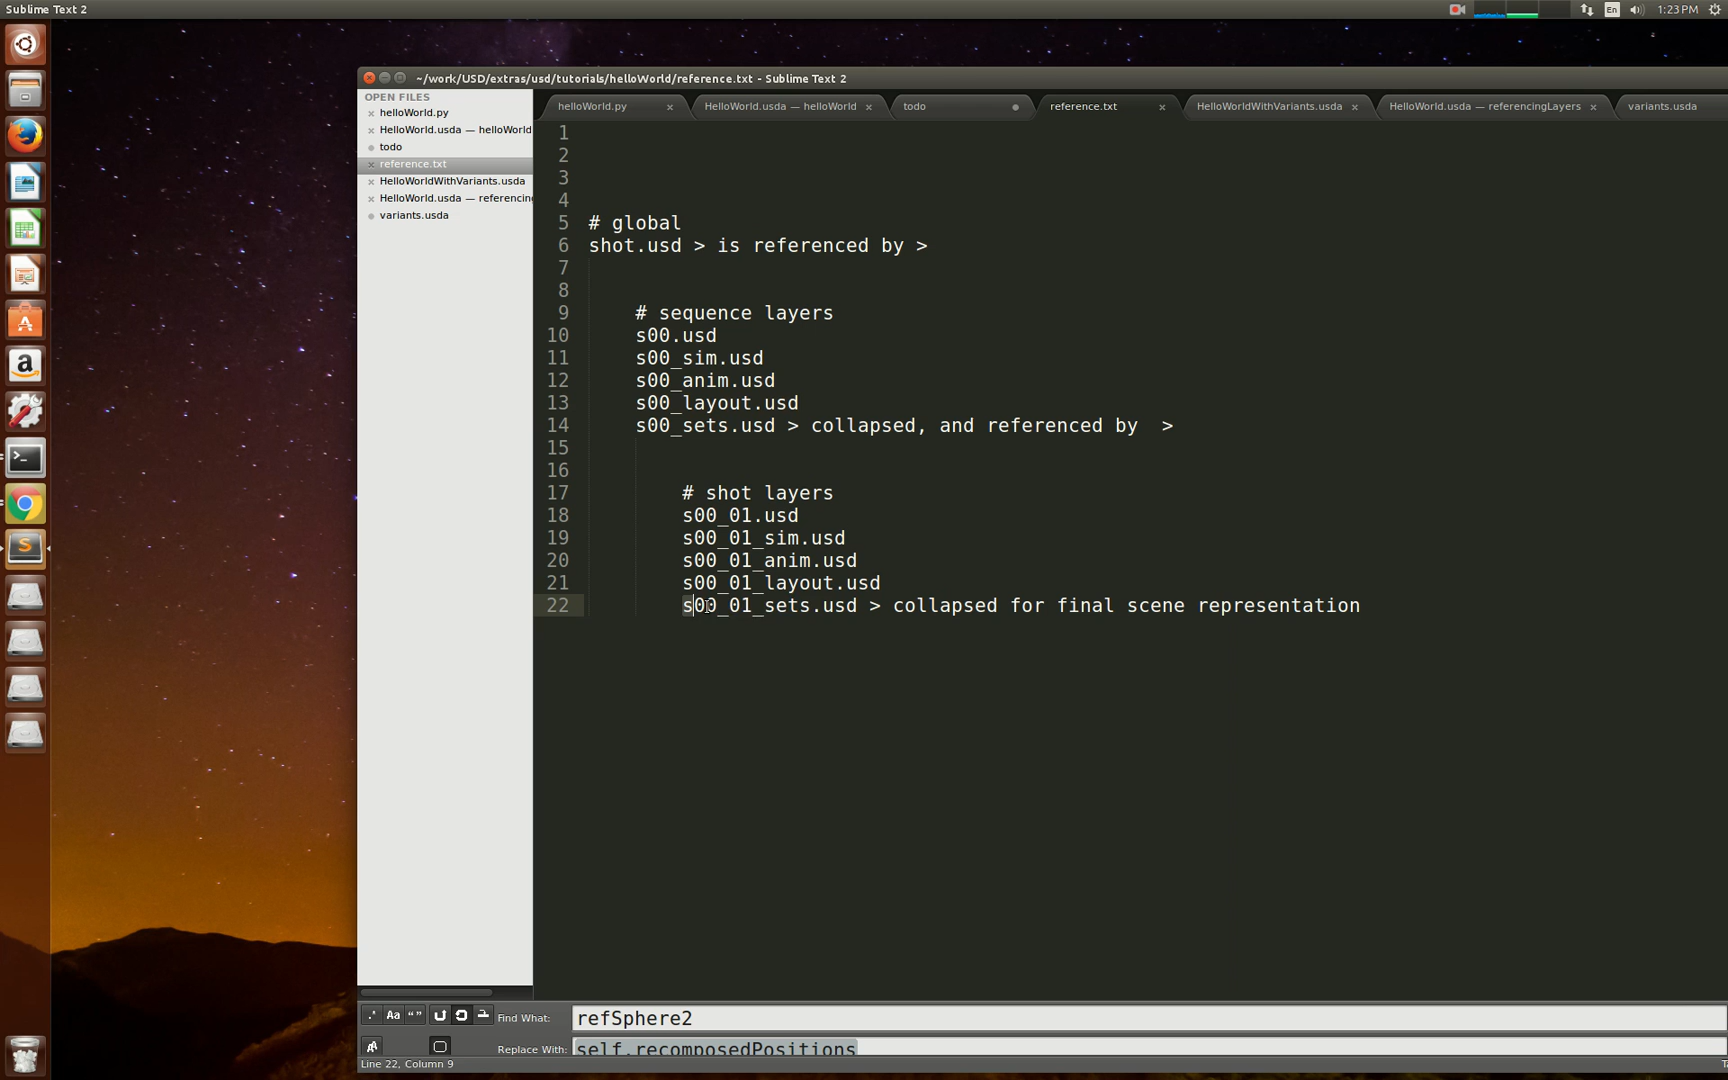 Sublime Text 2
En
1:23 PM
~/work/USD/extras/usd/tutorials/helloWorld/reference.txt - Sublime Text 2
OPEN FILES
helloWorld.py
HelloWorld.usda — helloWorld
todo
reference.txt
HelloWorldWithVariants.usda
HelloWorld.usda — referencing
variants.usda
helloWorld.py
HelloWorld.usda — helloWorld
todo
reference.txt
HelloWorldWithVariants.usda
HelloWorld.usda — referencingLayers
variants.usda
1
2
3
4
5 # global
6 shot.usd > is referenced by >
7
8
9 # sequence layers
10 s00.usd
11 s00_sim.usd
12 s00_anim.usd
13 s00_layout.usd
14 s00_sets.usd > collapsed, and referenced by  >
15
16
17 # shot layers
18 s00_01.usd
19 s00_01_sim.usd
20 s00_01_anim.usd
21 s00_01_layout.usd
22 s00_01_sets.usd > collapsed for final scene representation
.* Aa “ ” Find What: refSphere2
Replace With: self.recomposedPositions
Line 22, Column 9